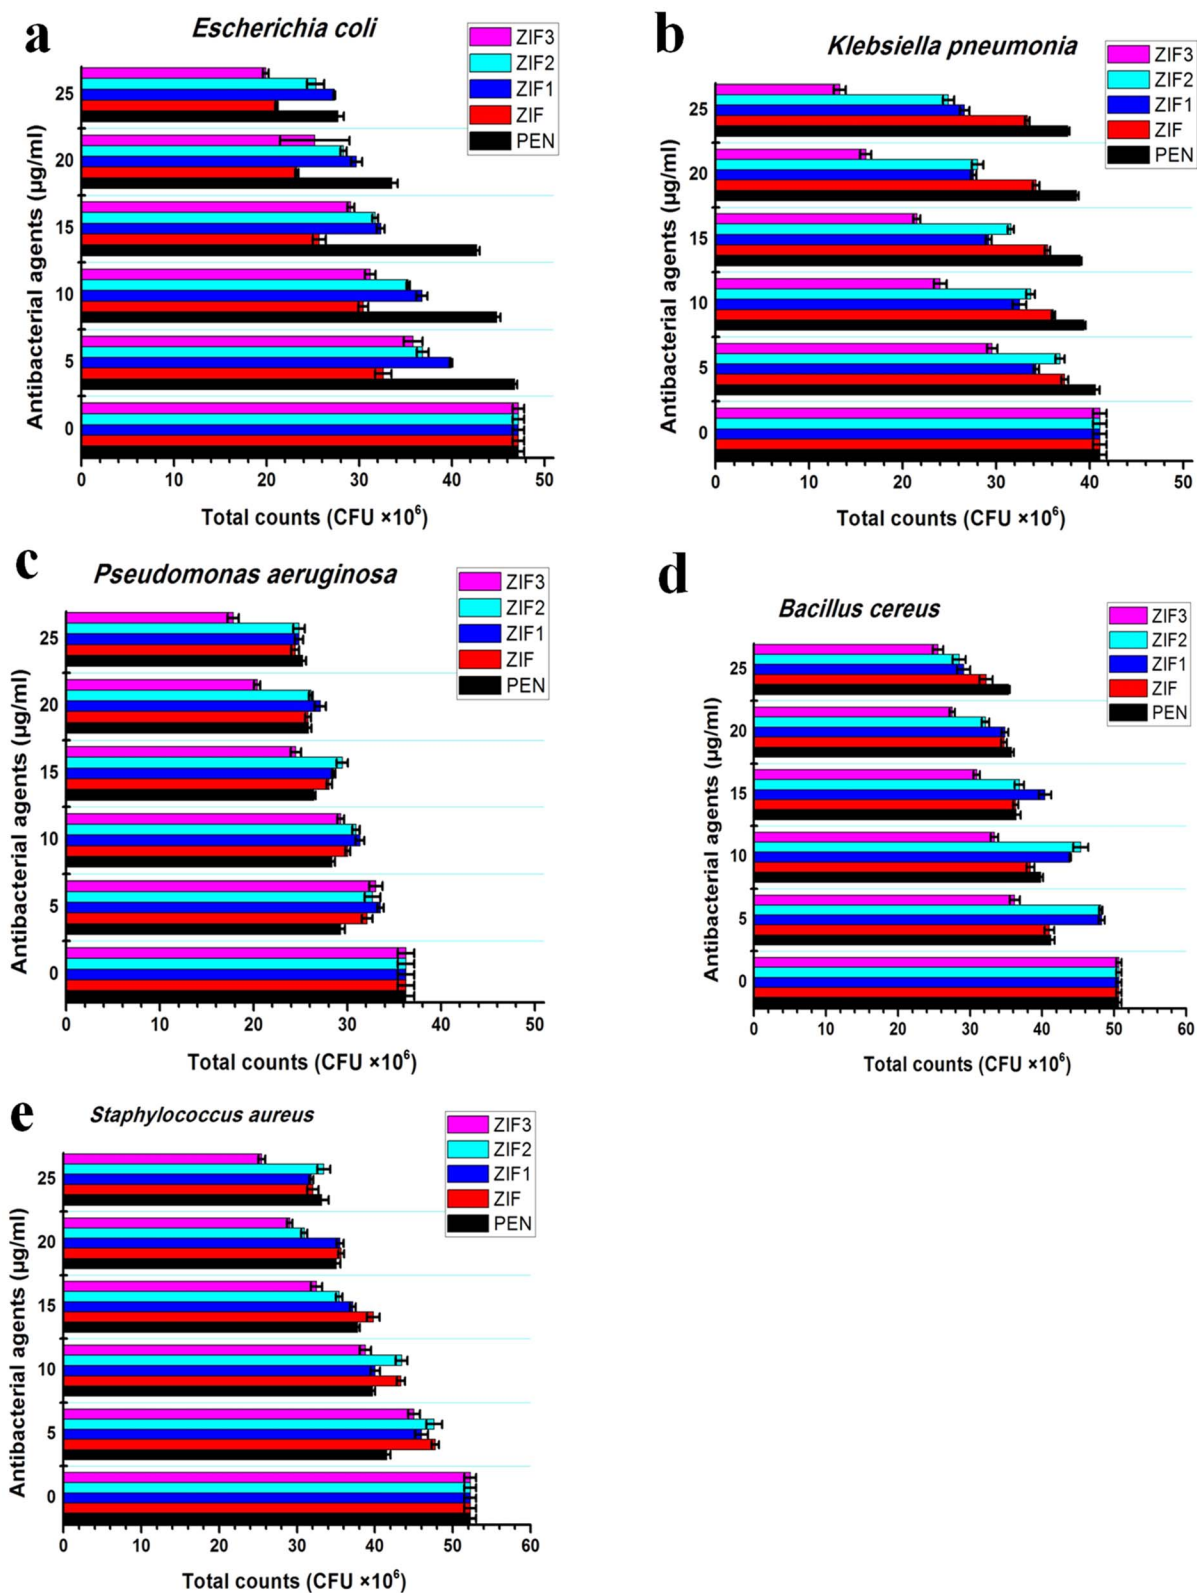 a
Escherichia coli
ZIF3
ZIF2
ZIF1
ZIF
PEN
Antibacterial agents (µg/ml)
25
20
15
10
5
0
0 10 20 30 40 50
Total counts (CFU ×10⁶)
b
Klebsiella pneumonia
ZIF3
ZIF2
ZIF1
ZIF
PEN
Antibacterial agents (µg/ml)
25
20
15
10
5
0
0 10 20 30 40 50
Total counts (CFU ×10⁶)
c
Pseudomonas aeruginosa
ZIF3
ZIF2
ZIF1
ZIF
PEN
Antibacterial agents (µg/ml)
25
20
15
10
5
0
0 10 20 30 40 50
Total counts (CFU ×10⁶)
d
Bacillus cereus
ZIF3
ZIF2
ZIF1
ZIF
PEN
Antibacterial agents (µg/ml)
25
20
15
10
5
0
0 10 20 30 40 50 60
Total counts (CFU ×10⁶)
e
Staphylococcus aureus
ZIF3
ZIF2
ZIF1
ZIF
PEN
Antibacterial agents (µg/ml)
25
20
15
10
5
0
0 10 20 30 40 50 60
Total counts (CFU ×10⁶)